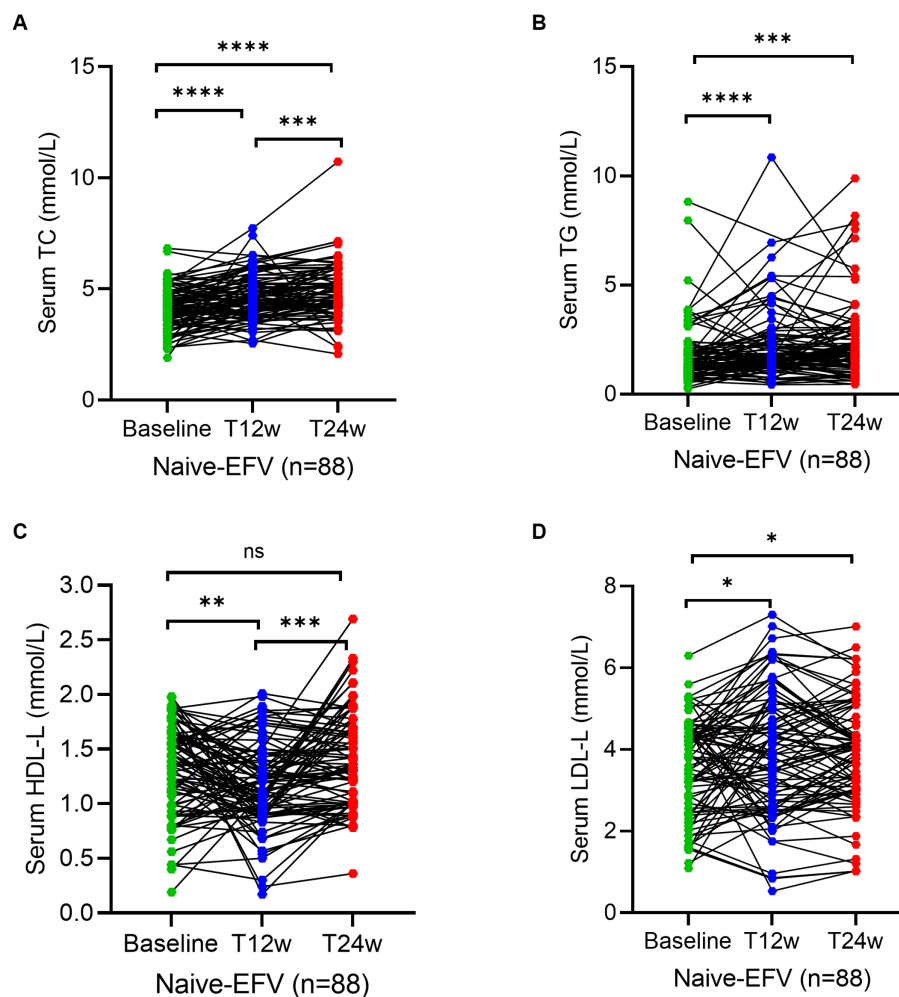 A
****
****
***
Serum TC (mmol/L)
15
10
5
0
Baseline T12w T24w
Naive-EFV (n=88)
B
***
****
Serum TG (mmol/L)
15
10
5
0
Baseline T12w T24w
Naive-EFV (n=88)
C
ns
**
***
Serum HDL-L (mmol/L)
3.0
2.5
2.0
1.5
1.0
0.5
0.0
Baseline T12w T24w
Naive-EFV (n=88)
D
*
*
Serum LDL-L (mmol/L)
8
6
4
2
0
Baseline T12w T24w
Naive-EFV (n=88)